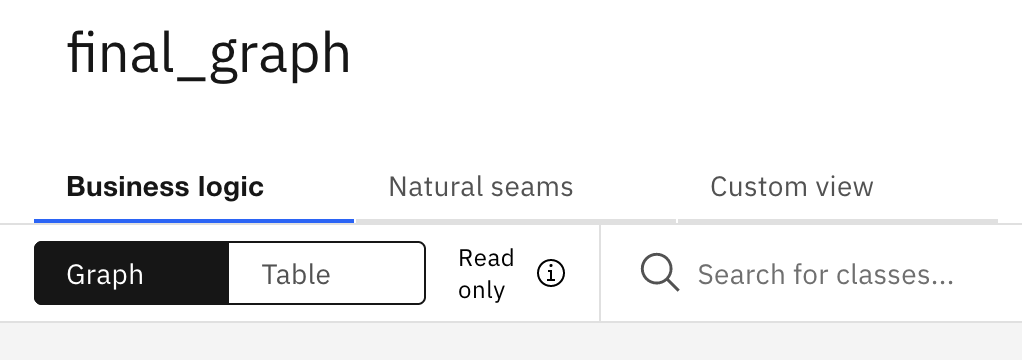 final_graph
Business logic
Natural seams
Custom view
Graph
Table
Read
only
Search for classes...